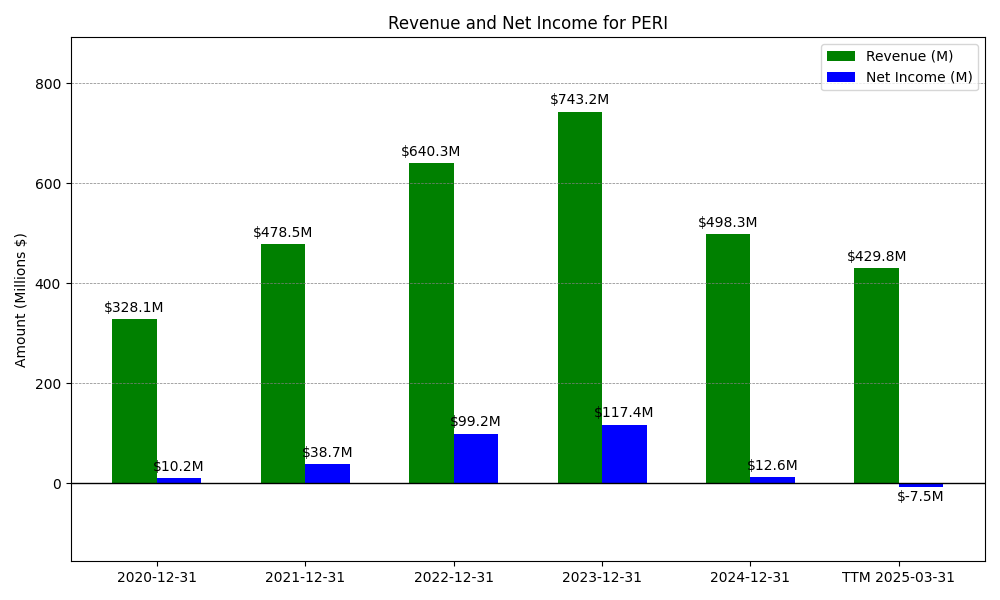 Revenue and Net Income for PERI
Revenue (M)
Net Income (M)
Amount (Millions $)
800
600
400
200
0
$328.1M
$10.2M
$478.5M
$38.7M
$640.3M
$99.2M
$743.2M
$117.4M
$498.3M
$12.6M
$429.8M
$-7.5M
2020-12-31
2021-12-31
2022-12-31
2023-12-31
2024-12-31
TTM 2025-03-31